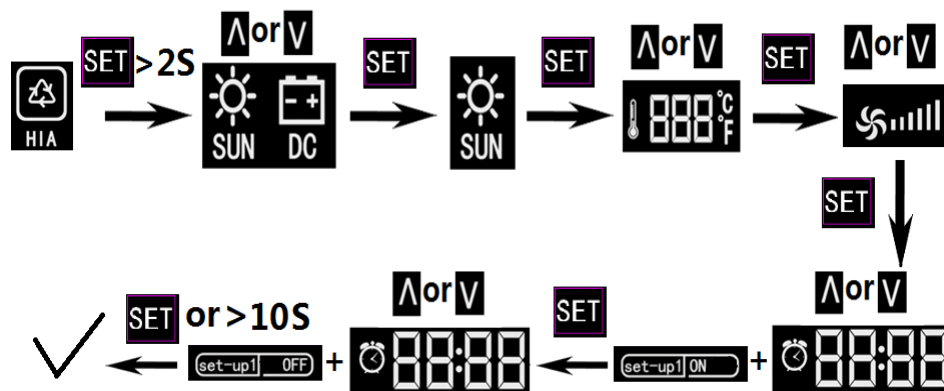 SET >2S
Λ or V
SET
SET
Λ or V
SET
Λ or V
HIA
SUN DC
SUN
888 °C °F
SET
Λ or V
SET or >10S
Λ or V
SET
set-up1 OFF + 88:88
set-up1 ON + 88:88